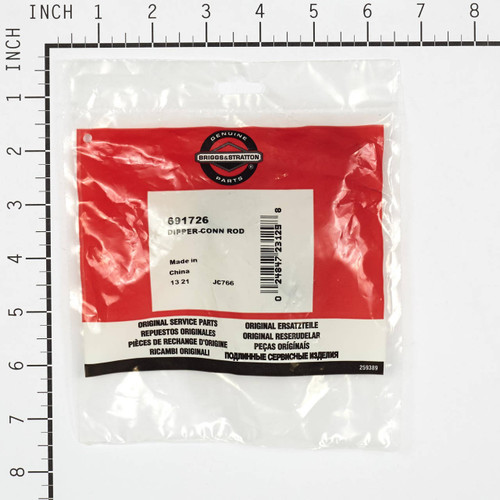 INCH 1 2 3 4 5 6 7 8
INCH
1
2
3
4
5
6
7
8
GENUINE
BRIGGS&STRATTON
®
PARTS
691726
DIPPER-CONN ROD
Made in
China
13 21 JC766
0 24847 23129 8
ORIGINAL SERVICE PARTS
REPUESTOS ORIGINALES
PIÈCES DE RECHANGE D'ORIGINE
RICAMBI ORIGINALI
ORIGINAL ERSATZTEILE
ORIGINAL RESERUDELAR
PEÇAS ORIGINAIS
ПОДЛИННЫЕ СЕРВИСНЫЕ ИЗДЕЛИЯ
259389